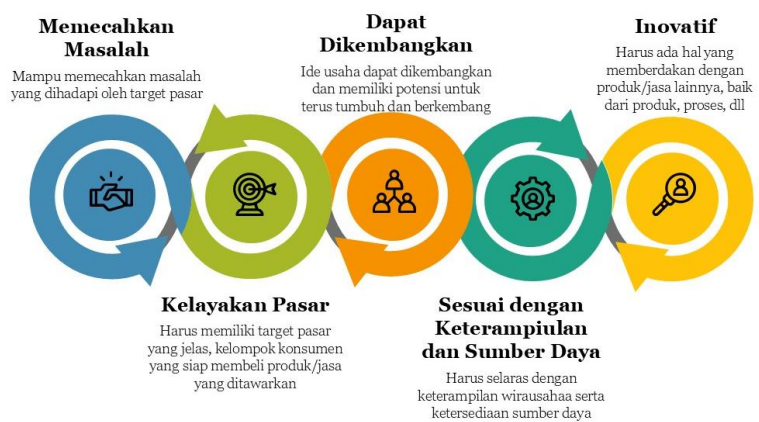 Memecahkan
Masalah
Mampu memecahkan masalah
yang dihadapi oleh target pasar
Kelayakan Pasar
Harus memiliki target pasar
yang jelas, kelompok konsumen
yang siap membeli produk/jasa
yang ditawarkan
Dapat
Dikembangkan
Ide usaha dapat dikembangkan
dan memiliki potensi untuk
terus tumbuh dan berkembang
Sesuai dengan
Keterampiulan
dan Sumber Daya
Harus selaras dengan
keterampilan wirausahaa serta
ketersediaan sumber daya
Inovatif
Harus ada hal yang
memberdakan dengan
produk/jasa lainnya, baik
dari produk, proses, dll